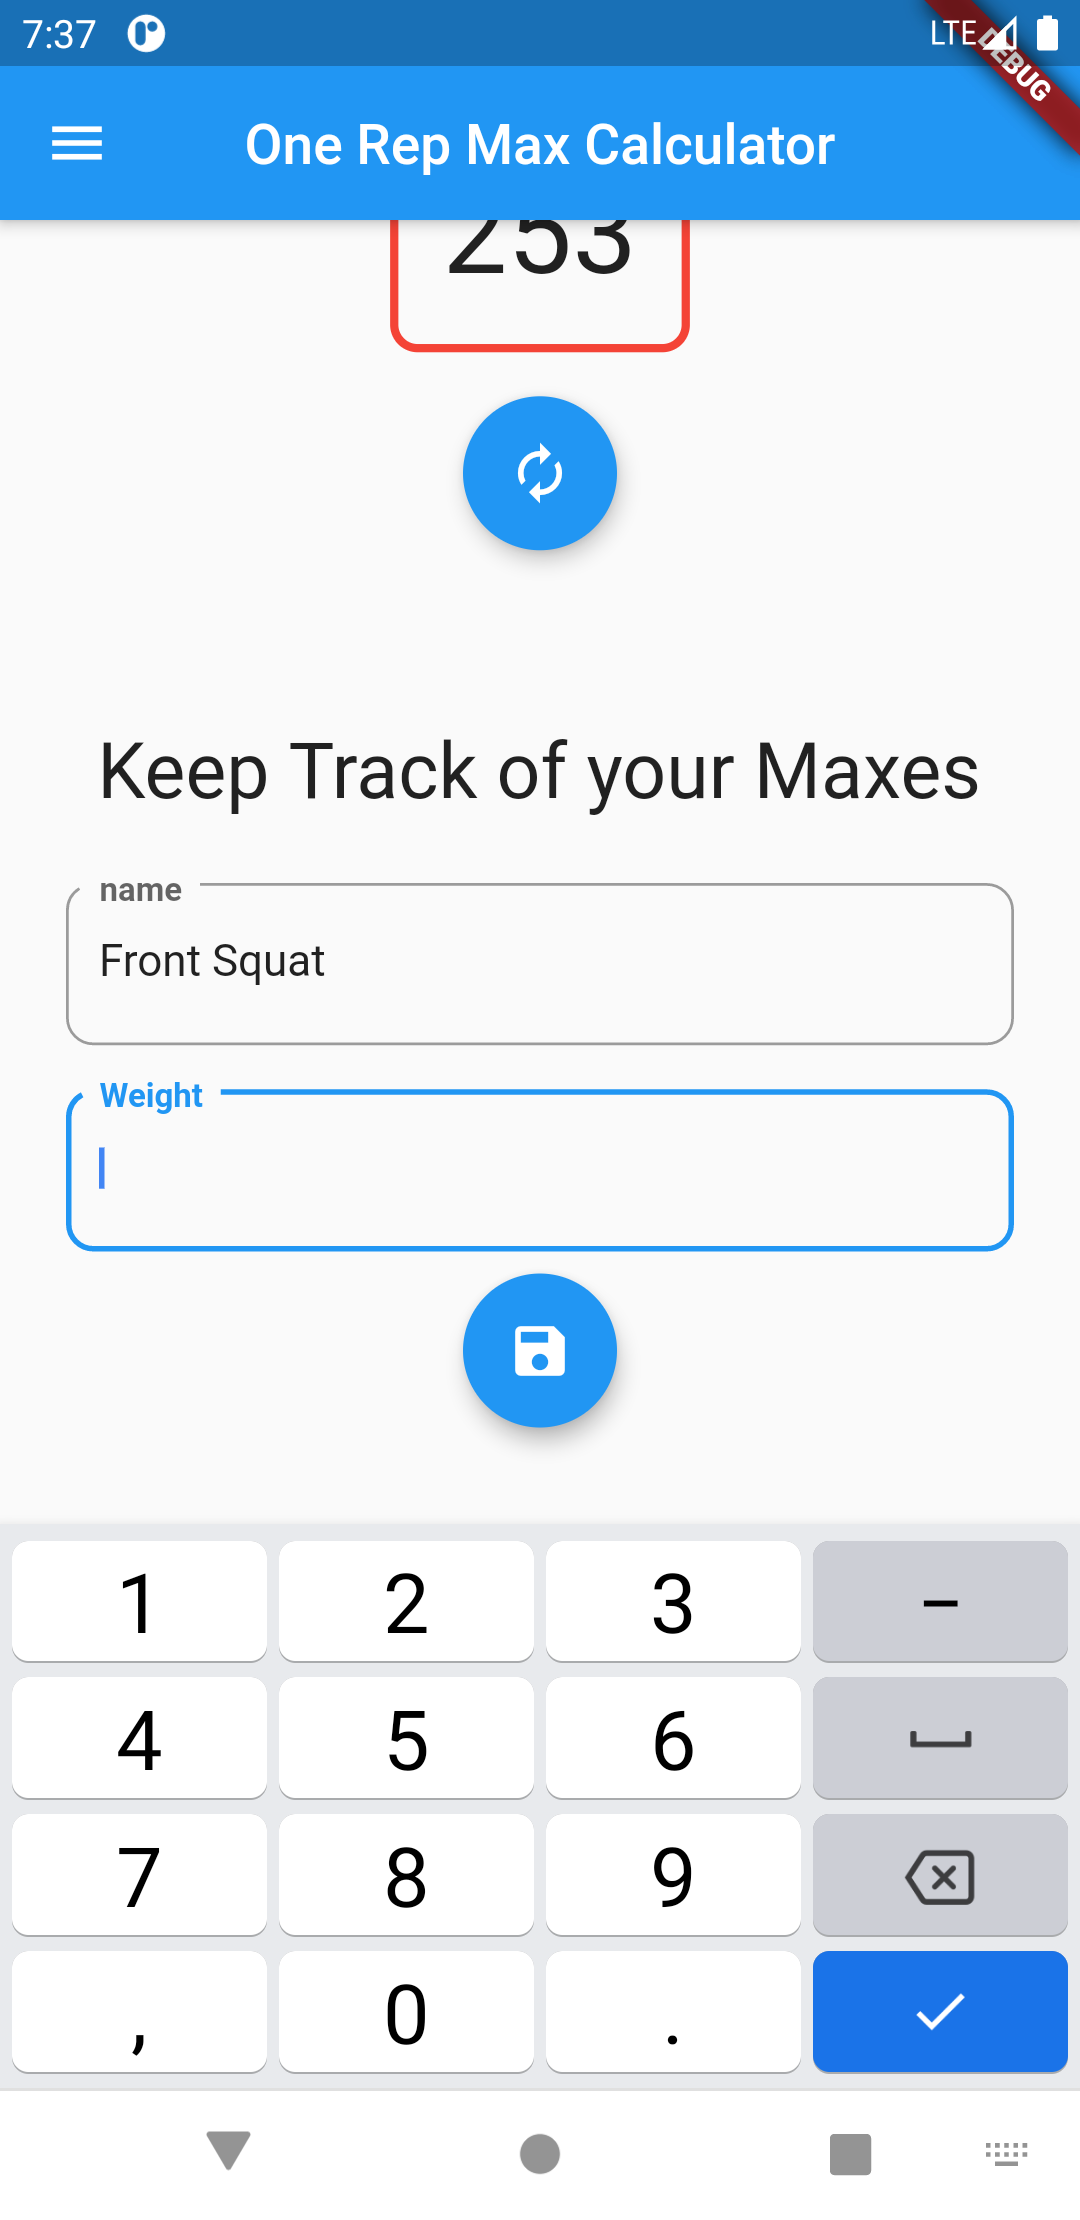 7:37 LTE
DEBUG
One Rep Max Calculator
253
Keep Track of your Maxes
name
Front Squat
Weight
1 2 3 –
4 5 6
7 8 9
, 0 .